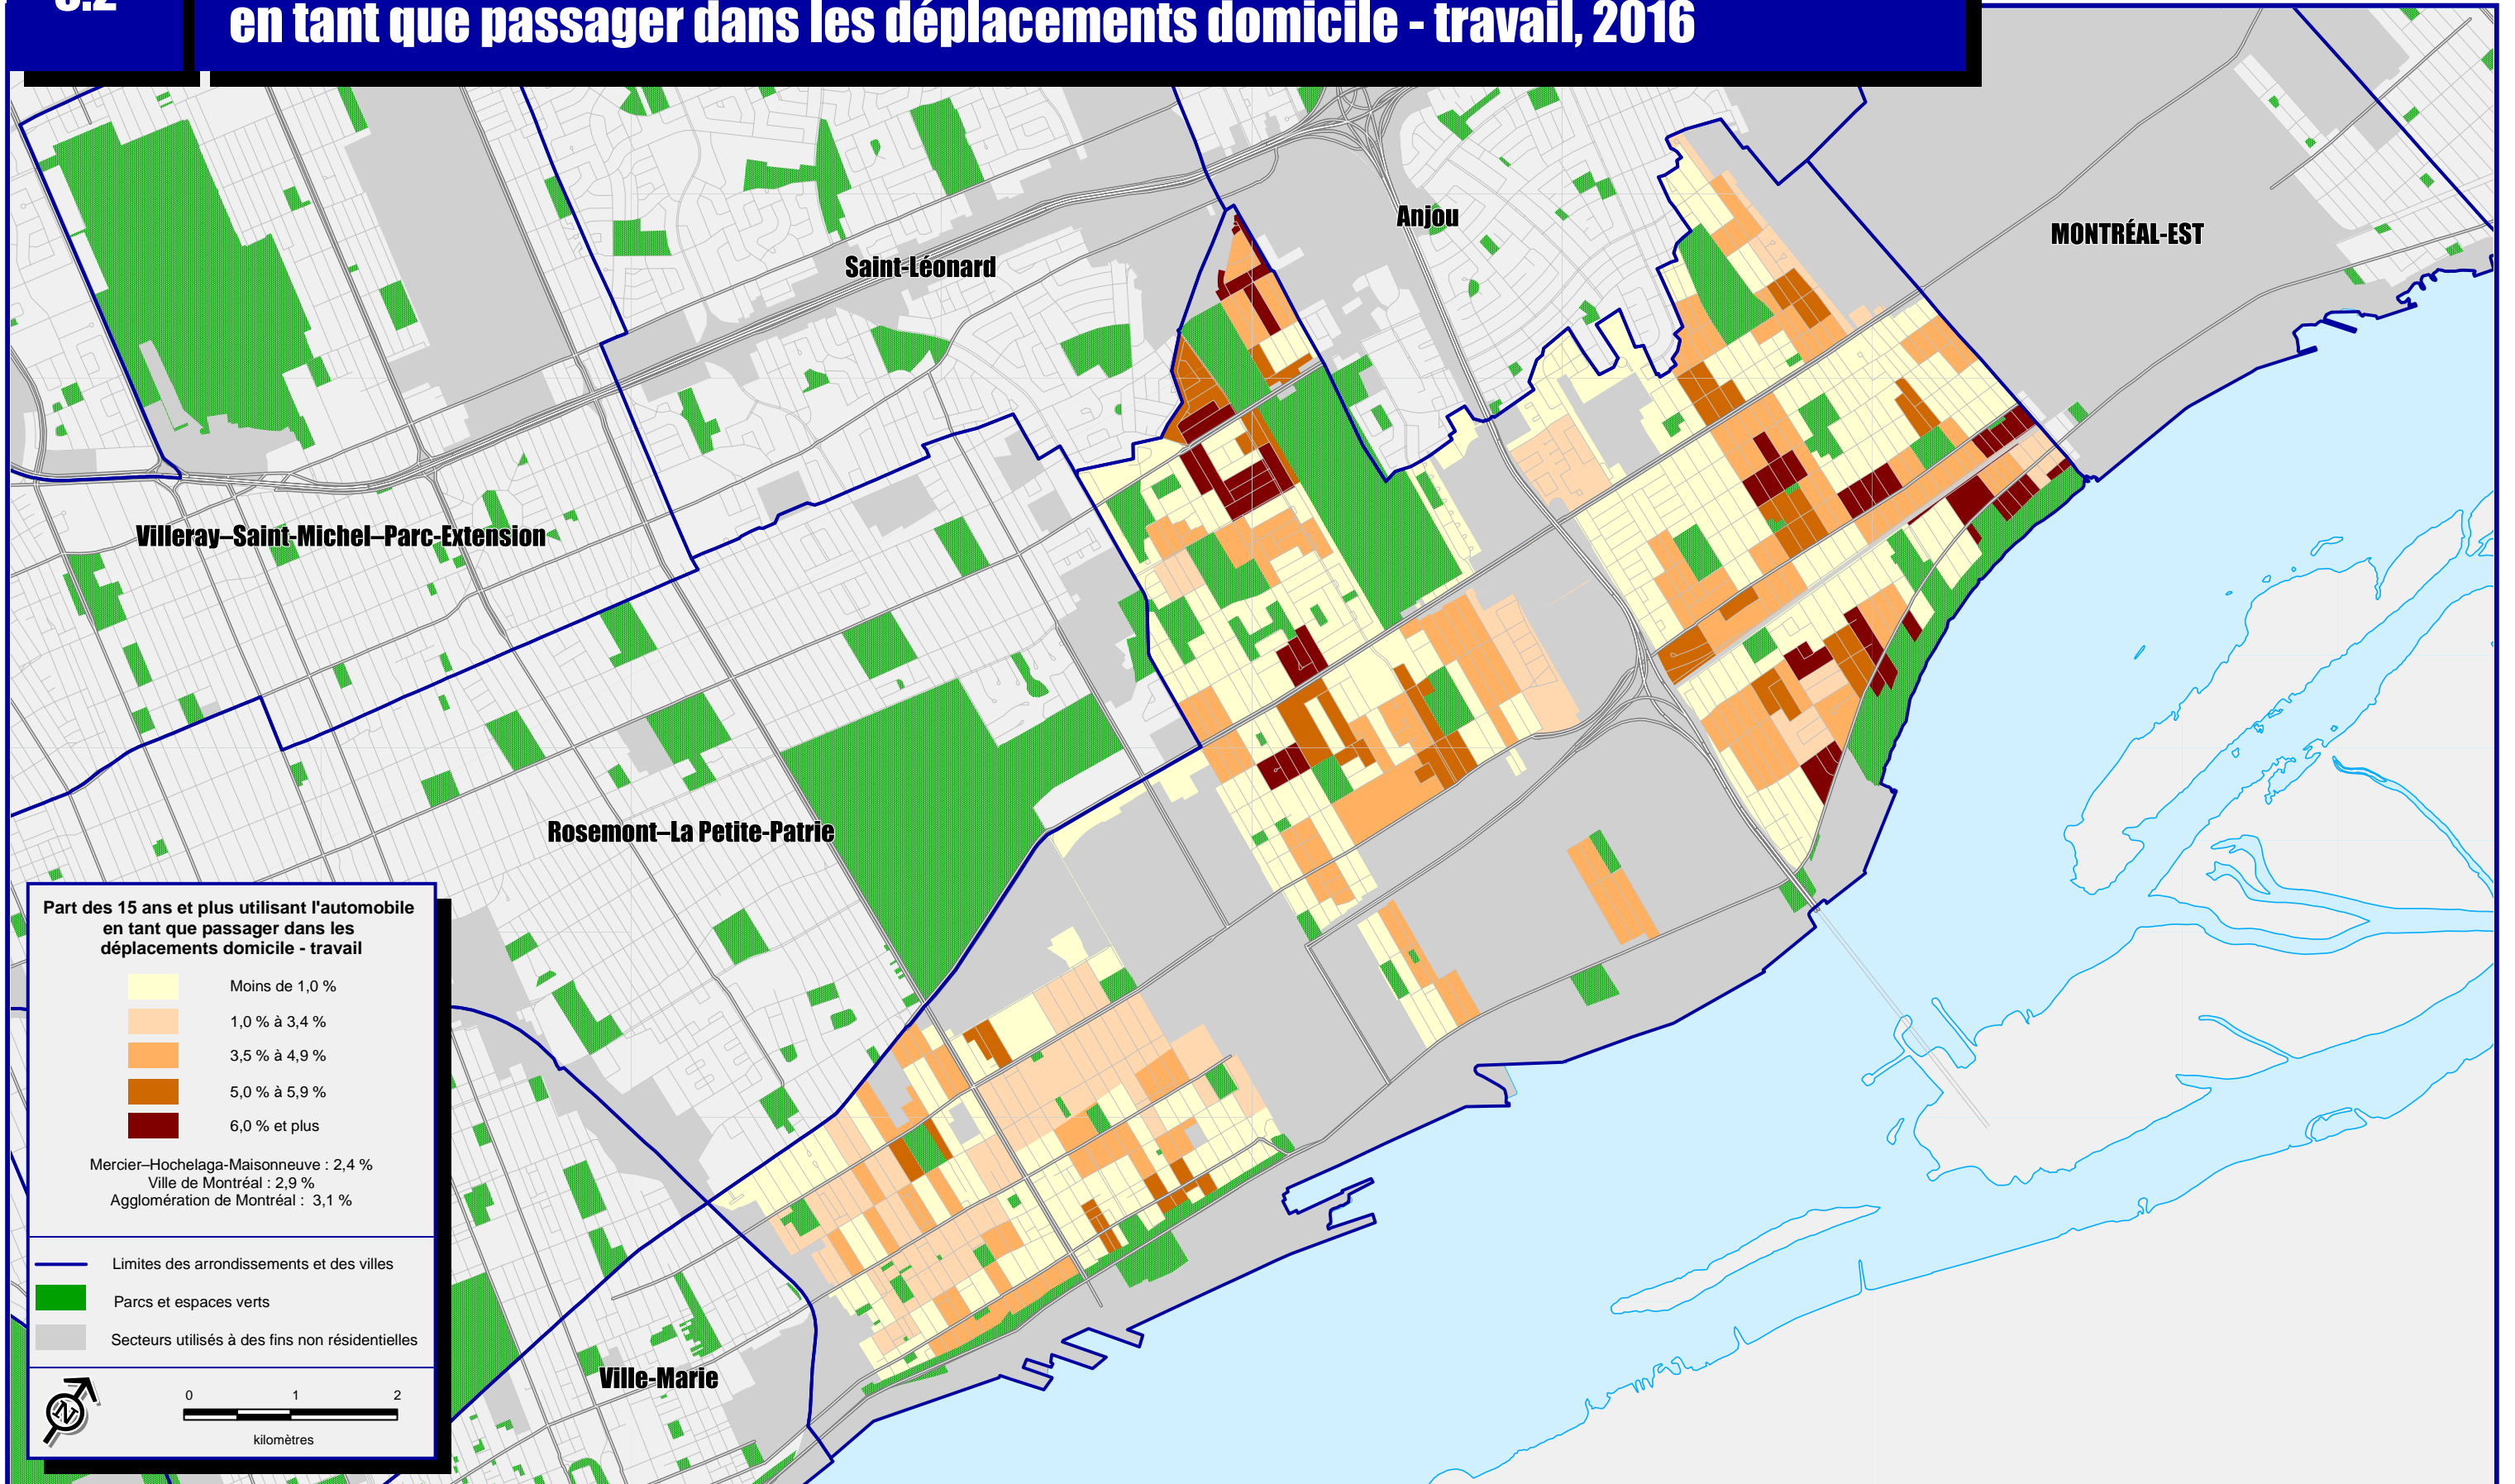 en tant que passager dans les déplacements domicile - travail, 2016
Anjou
MONTRÉAL-EST
Saint-Léonard
Villeray–Saint-Michel–Parc-Extension
Rosemont–La Petite-Patrie
Ville-Marie
Part des 15 ans et plus utilisant l'automobile
en tant que passager dans les
déplacements domicile - travail
Moins de 1,0 %
1,0 % à 3,4 %
3,5 % à 4,9 %
5,0 % à 5,9 %
6,0 % et plus
Mercier–Hochelaga-Maisonneuve : 2,4 %
Ville de Montréal : 2,9 %
Agglomération de Montréal : 3,1 %
Limites des arrondissements et des villes
Parcs et espaces verts
Secteurs utilisés à des fins non résidentielles
N
0 1 2
kilomètres